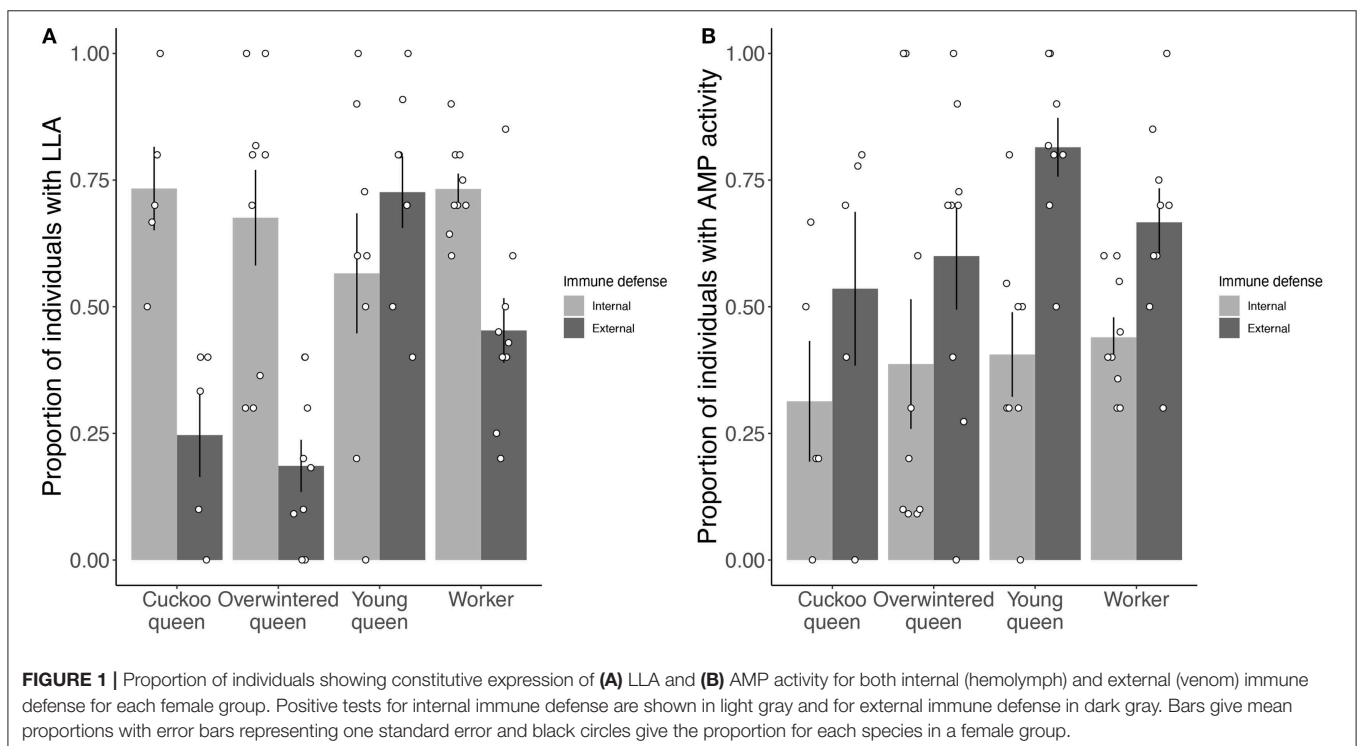 A
Proportion of individuals with LLA
1.00
0.75
0.50
0.25
0.00
Cuckoo queen
Overwintered queen
Young queen
Worker
Immune defense
Internal
External
B
Proportion of individuals with AMP activity
1.00
0.75
0.50
0.25
0.00
Cuckoo queen
Overwintered queen
Young queen
Worker
Immune defense
Internal
External
FIGURE 1 | Proportion of individuals showing constitutive expression of (A) LLA and (B) AMP activity for both internal (hemolymph) and external (venom) immune
defense for each female group. Positive tests for internal immune defense are shown in light gray and for external immune defense in dark gray. Bars give mean
proportions with error bars representing one standard error and black circles give the proportion for each species in a female group.